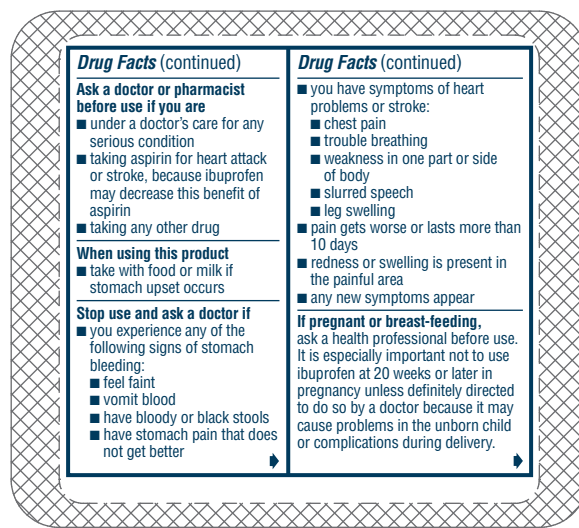 Drug Facts (continued)
Ask a doctor or pharmacist
before use if you are
■ under a doctor's care for any
serious condition
■ taking aspirin for heart attack
or stroke, because ibuprofen
may decrease this benefit of
aspirin
■ taking any other drug
When using this product
■ take with food or milk if
stomach upset occurs
Stop use and ask a doctor if
■ you experience any of the
following signs of stomach
bleeding:
■ feel faint
■ vomit blood
■ have bloody or black stools
■ have stomach pain that does
not get better
Drug Facts (continued)
■ you have symptoms of heart
problems or stroke:
■ chest pain
■ trouble breathing
■ weakness in one part or side
of body
■ slurred speech
■ leg swelling
■ pain gets worse or lasts more than
10 days
■ redness or swelling is present in
the painful area
■ any new symptoms appear
If pregnant or breast-feeding,
ask a health professional before use.
It is especially important not to use
ibuprofen at 20 weeks or later in
pregnancy unless definitely directed
to do so by a doctor because it may
cause problems in the unborn child
or complications during delivery.